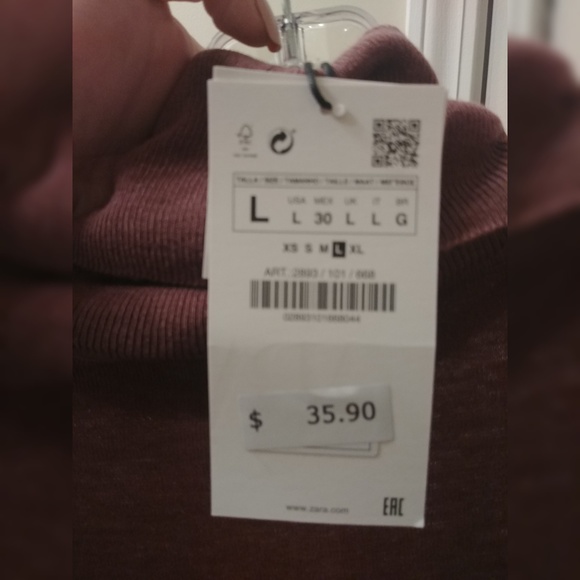 TALLA / SIZE / TAMANHO / TAILLE / MAAT /
L
USA MEX UK IT BR
L 30 L L G
XS S M L XL
ART. 2893 / 101 / 668
02893101668044
$ 35.90
www.zara.com
EAC